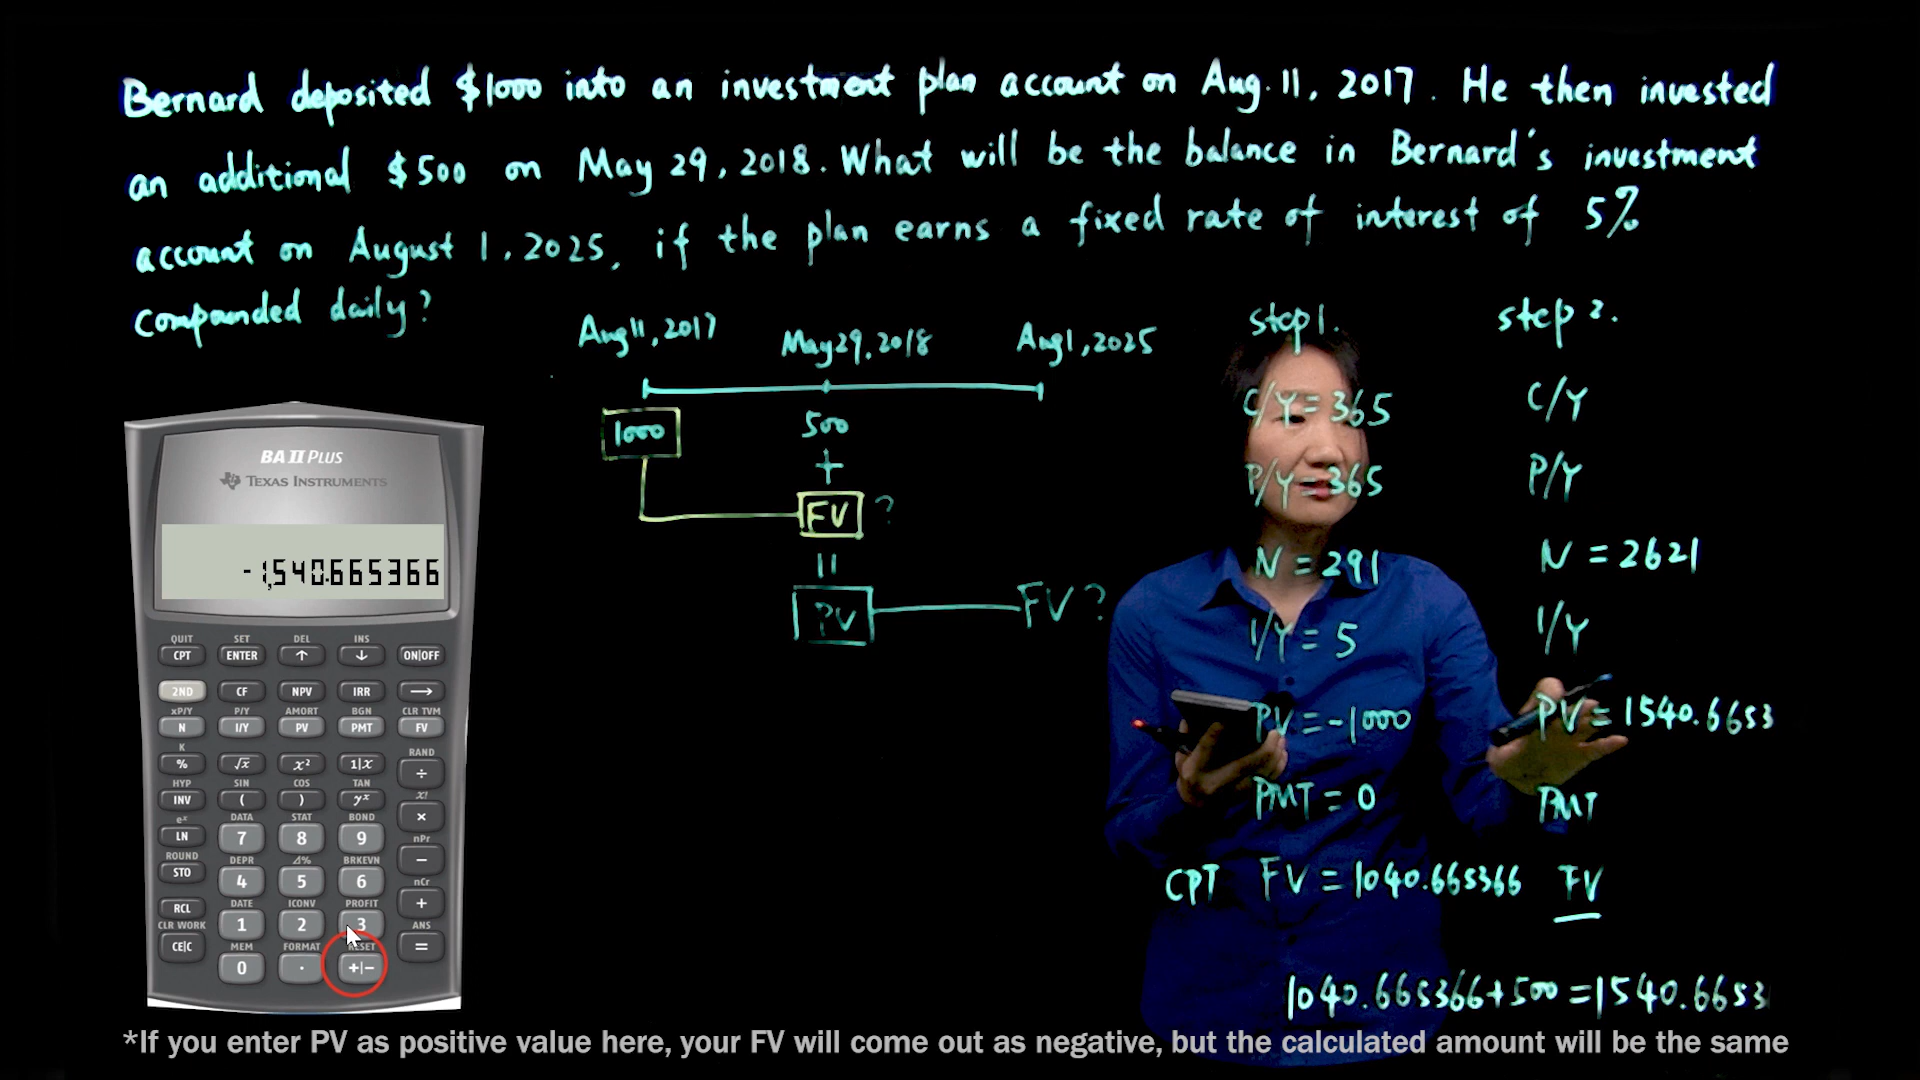 Bernard deposited $1000 into an investment plan account on Aug. 11, 2017. He then invested
an additional $500 on May 29, 2018. What will be the balance in Bernard's investment
account on August 1, 2025, if the plan earns a fixed rate of interest of 5%
compounded daily?
Aug 11, 2017 May 29, 2018 Aug 1, 2025
1000 500
+
FV ?
=
PV FV ?
step 1.
C/Y = 365
P/Y = 365
N = 291
I/Y = 5
PV = -1000
PMT = 0
CPT FV = 1040.665366
1040.665366 + 500 = 1540.6653
step 2.
C/Y
P/Y
N = 2621
I/Y
PV = 1540.6653
PMT
FV
BA II PLUS
TEXAS INSTRUMENTS
-1,540.665366
QUIT SET DEL INS
CPT ENTER ↑ ↓ ON|OFF
2ND CF NPV IRR →
xP/Y P/Y AMORT BGN CLR TVM
N I/Y PV PMT FV
K RAND
% √x x² 1|x ÷
HYP SIN COS TAN x!
INV ( ) yˣ ×
eˣ DATA STAT BOND nPr
LN 7 8 9 −
ROUND DEPR Δ% BRKEVN nCr
STO 4 5 6 +
DATE ICONV PROFIT
RCL 1 2 3
CLR WORK MEM FORMAT RESET ANS
CE|C 0 . +|− =
*If you enter PV as positive value here, your FV will come out as negative, but the calculated amount will be the same